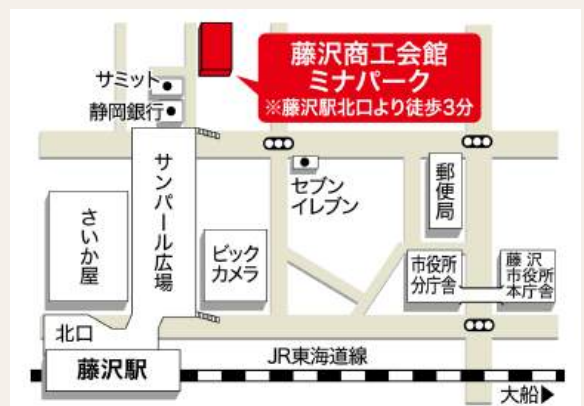 藤沢商工会館
ミナパーク
※藤沢駅北口より徒歩3分
サミット
静岡銀行
サンパール広場
さいか屋
ビック
カメラ
セブン
イレブン
郵便局
市役所
分庁舎
藤沢
市役所
本庁舎
北口
藤沢駅
JR東海道線
大船▶